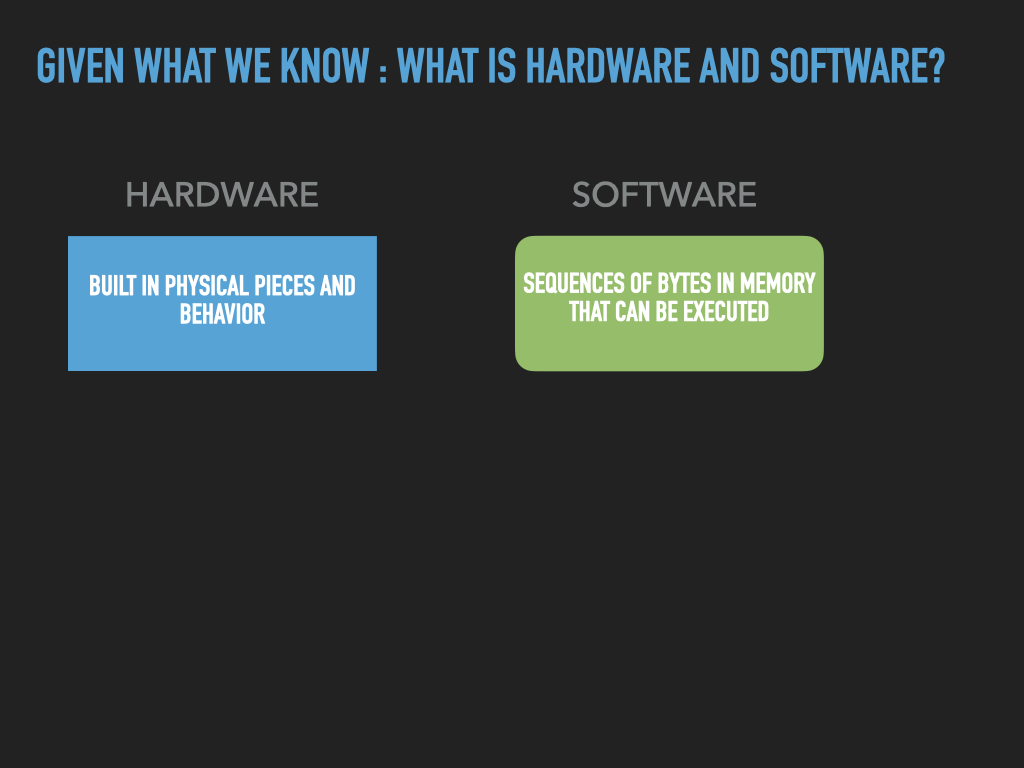 GIVEN WHAT WE KNOW : WHAT IS HARDWARE AND SOFTWARE?
HARDWARE
BUILT IN PHYSICAL PIECES AND
BEHAVIOR
SOFTWARE
SEQUENCES OF BYTES IN MEMORY
THAT CAN BE EXECUTED